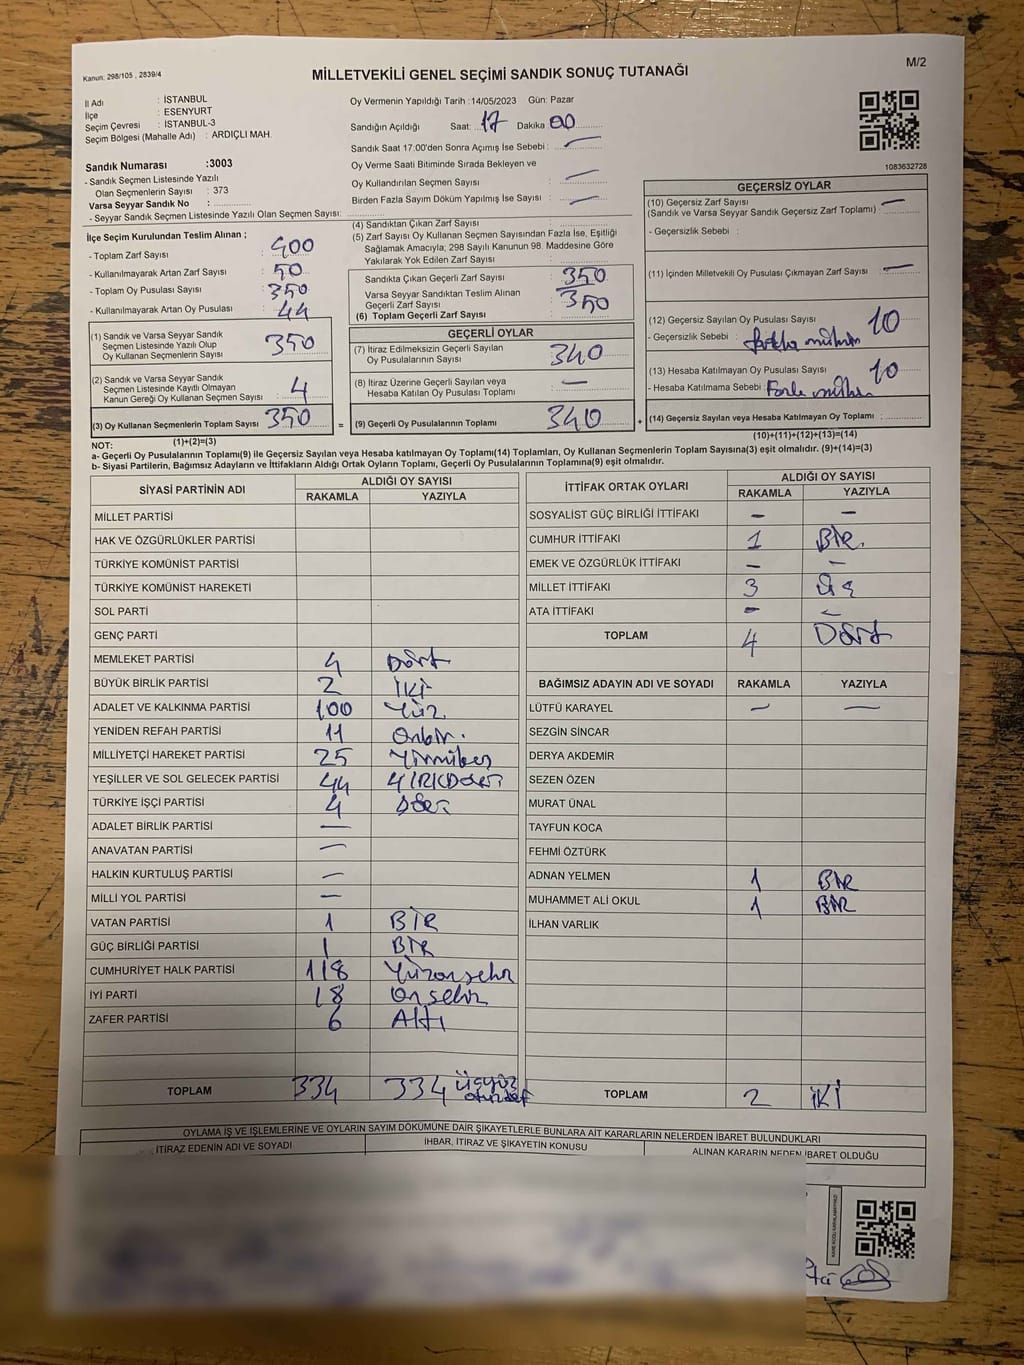 Kanun: 298/105 , 2839/4
M/2
MİLLETVEKİLİ GENEL SEÇİMİ SANDIK SONUÇ TUTANAĞI
İl Adı : İSTANBUL
İlçe : ESENYURT
Seçim Çevresi : İSTANBUL-3
Seçim Bölgesi (Mahalle Adı) : ARDIÇLI MAH.
Sandık Numarası :3003
- Sandık Seçmen Listesinde Yazılı
Olan Seçmenlerin Sayısı : 373
Varsa Seyyar Sandık No :
- Seyyar Sandık Seçmen Listesinde Yazılı Olan Seçmen Sayısı:
Oy Vermenin Yapıldığı Tarih :14/05/2023 Gün: Pazar
Sandığın Açıldığı Saat: 17 Dakika 00
Sandık Saat 17:00'den Sonra Açımış İse Sebebi : —
Oy Verme Saati Bitiminde Sırada Bekleyen ve
Oy Kullandırılan Seçmen Sayısı —
Birden Fazla Sayım Döküm Yapılmış İse Sayısı : —
1083632728
İlçe Seçim Kurulundan Teslim Alınan ;
- Toplam Zarf Sayısı : 400
- Kullanılmayarak Artan Zarf Sayısı : 50
- Toplam Oy Pusulası Sayısı : 350
- Kullanılmayarak Artan Oy Pusulası : 44
(1) Sandık ve Varsa Seyyar Sandık
Seçmen Listesinde Yazılı Olup
Oy Kullanan Seçmenlerin Sayısı : 350
(2) Sandık ve Varsa Seyyar Sandık
Seçmen Listesinde Kayıtlı Olmayan
Kanun Gereği Oy Kullanan Seçmen Sayısı : 4
(3) Oy Kullanan Seçmenlerin Toplam Sayısı : 350
(1)+(2)=(3)
(4) Sandıktan Çıkan Zarf Sayısı :
(5) Zarf Sayısı Oy Kullanan Seçmen Sayısından Fazla İse, Eşitliği
Sağlamak Amacıyla; 298 Sayılı Kanunun 98. Maddesine Göre
Yakılarak Yok Edilen Zarf Sayısı :
Sandıkta Çıkan Geçerli Zarf Sayısı : 350
Varsa Seyyar Sandıktan Teslim Alınan
Geçerli Zarf Sayısı : 350
(6) Toplam Geçerli Zarf Sayısı :
GEÇERLİ OYLAR
(7) İtiraz Edilmeksizin Geçerli Sayılan
Oy Pusulalarının Sayısı : 340
(8) İtiraz Üzerine Geçerli Sayılan veya
Hesaba Katılan Oy Pusulası Toplamı : —
= (9) Geçerli Oy Pusulalarının Toplamı : 340
GEÇERSİZ OYLAR
(10) Geçersiz Zarf Sayısı
(Sandık ve Varsa Seyyar Sandık Geçersiz Zarf Toplamı) —
- Geçersizlik Sebebi :
(11) İçinden Milletvekili Oy Pusulası Çıkmayan Zarf Sayısı : —
(12) Geçersiz Sayılan Oy Pusulası Sayısı : 10
- Geçersizlik Sebebi :
(13) Hesaba Katılmayan Oy Pusulası Sayısı : 10
- Hesaba Katılmama Sebebi :
+ (14) Geçersiz Sayılan veya Hesaba Katılmayan Oy Toplamı :
(10)+(11)+(12)+(13)=(14)
NOT:
a- Geçerli Oy Pusulalarının Toplamı(9) ile Geçersiz Sayılan veya Hesaba katılmayan Oy Toplamı(14) Toplamları, Oy Kullanan Seçmenlerin Toplam Sayısına(3) eşit olmalıdır. (9)+(14)=(3)
b- Siyasi Partilerin, Bağımsız Adayların ve İttifakların Aldığı Ortak Oyların Toplamı, Geçerli Oy Pusulalarının Toplamına(9) eşit olmalıdır.
SİYASİ PARTİNİN ADI ALDIĞI OY SAYISI
RAKAMLA YAZIYLA
MİLLET PARTİSİ
HAK VE ÖZGÜRLÜKLER PARTİSİ
TÜRKİYE KOMÜNİST PARTİSİ
TÜRKİYE KOMÜNİST HAREKETİ
SOL PARTİ
GENÇ PARTİ
MEMLEKET PARTİSİ 4 Dört
BÜYÜK BİRLİK PARTİSİ 2 İKİ
ADALET VE KALKINMA PARTİSİ 100 Yüz.
YENİDEN REFAH PARTİSİ 11 Onbir.
MİLLİYETÇİ HAREKET PARTİSİ 25 Yirmibeş
YEŞİLLER VE SOL GELECEK PARTİSİ 44
TÜRKİYE İŞÇİ PARTİSİ 4
ADALET BİRLİK PARTİSİ —
ANAVATAN PARTİSİ —
HALKIN KURTULUŞ PARTİSİ —
MİLLİ YOL PARTİSİ —
VATAN PARTİSİ 1 BİR
GÜÇ BİRLİĞİ PARTİSİ 1 BİR
CUMHURİYET HALK PARTİSİ 118 Yüzonsekiz
İYİ PARTİ 18 Onsekiz
ZAFER PARTİSİ 6 Altı
TOPLAM 334 334 üçyüz
İTTİFAK ORTAK OYLARI ALDIĞI OY SAYISI
RAKAMLA YAZIYLA
SOSYALİST GÜÇ BİRLİĞİ İTTİFAKI — —
CUMHUR İTTİFAKI 1 Bir.
EMEK VE ÖZGÜRLÜK İTTİFAKI — —
MİLLET İTTİFAKI 3 Üç
ATA İTTİFAKI — —
TOPLAM 4 Dört
BAĞIMSIZ ADAYIN ADI VE SOYADI RAKAMLA YAZIYLA
LÜTFÜ KARAYEL — —
SEZGİN SİNCAR
DERYA AKDEMİR
SEZEN ÖZEN
MURAT ÜNAL
TAYFUN KOCA
FEHMİ ÖZTÜRK
ADNAN YELMEN 1 BİR
MUHAMMET ALİ OKUL 1 BİR
İLHAN VARLIK
TOPLAM 2 İKİ
OYLAMA İŞ VE İŞLEMLERİNE VE OYLARIN SAYIM DÖKÜMÜNE DAİR ŞİKAYETLERLE BUNLARA AİT KARARLARIN NELERDEN İBARET BULUNDUKLARI
İTİRAZ EDENİN ADI VE SOYADI İHBAR, İTİRAZ VE ŞİKAYETİN KONUSU ALINAN KARARIN NEDEN İBARET OLDUĞU